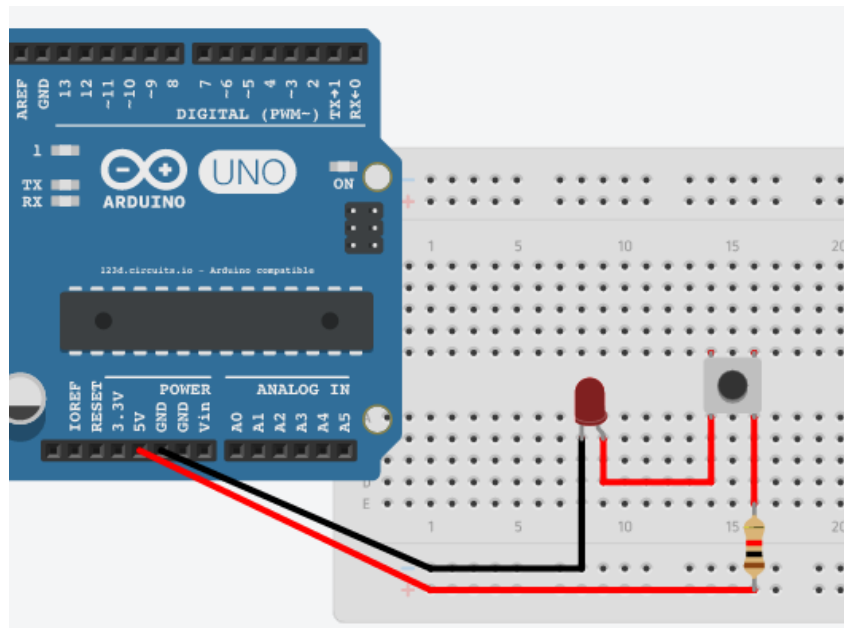 AREF GND 13 12 ~11 ~10 ~9 8 7 ~6 ~5 4 ~3 2 TX→1 RX←0
DIGITAL (PWM~)
1
TX
RX
UNO
ARDUINO
ON
123d.circuits.io - Arduino compatible
POWER
ANALOG IN
IOREF RESET 3.3V 5V GND GND Vin A0 A1 A2 A3 A4 A5
− +
1 5 10 15 20
A
D
E
1 5 10 15 20
− +